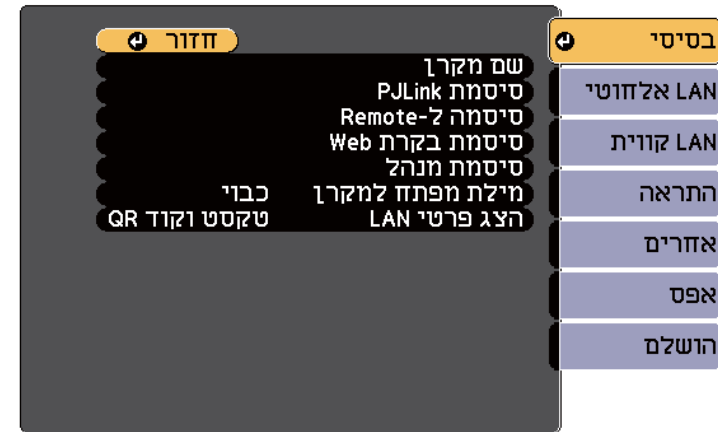 בסיסי
LAN אלחוטי
LAN קווית
התראה
אחרים
אפס
הושלם
חזור
שם מקרן
סיסמת PJLink
סיסמה ל-Remote
סיסמת בקרת Web
סיסמת מנהל
מילת מפתח למקרן כבוי
הצג פרטי LAN טקסט וקוד QR